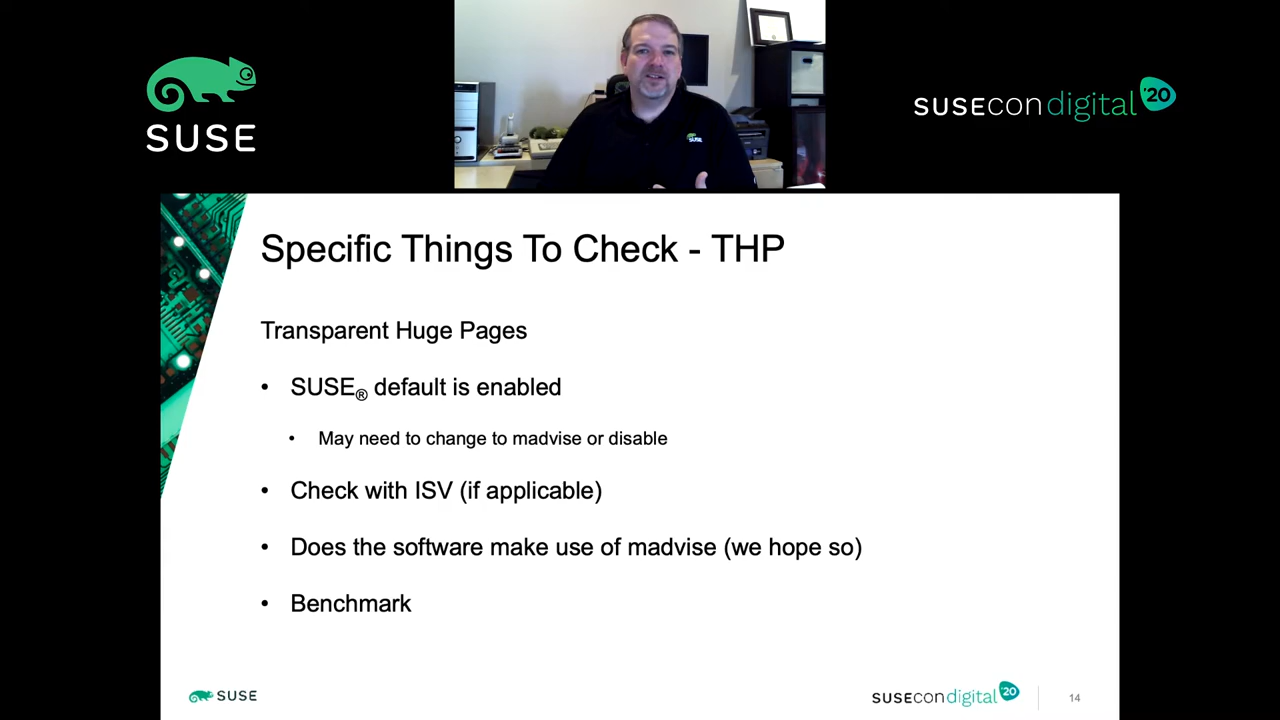 SUSE
SUSEcon digital '20
SUSE
Specific Things To Check - THP
Transparent Huge Pages
• SUSE® default is enabled
• May need to change to madvise or disable
• Check with ISV (if applicable)
• Does the software make use of madvise (we hope so)
• Benchmark
SUSE
SUSEcon digital '20
14